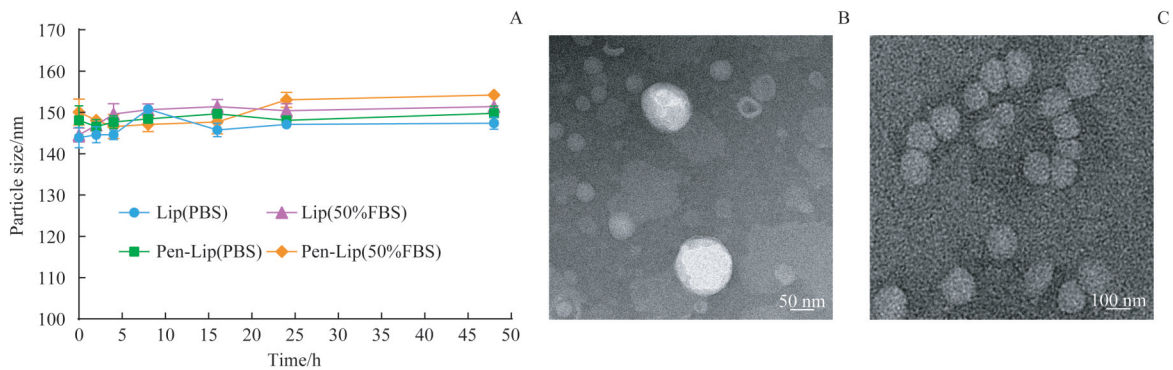 A
B
C
Particle size/nm
170
160
150
140
130
120
110
100
Lip(PBS)
Lip(50%FBS)
Pen-Lip(PBS)
Pen-Lip(50%FBS)
0 5 10 15 20 25 30 35 40 45 50
Time/h
50 nm
100 nm